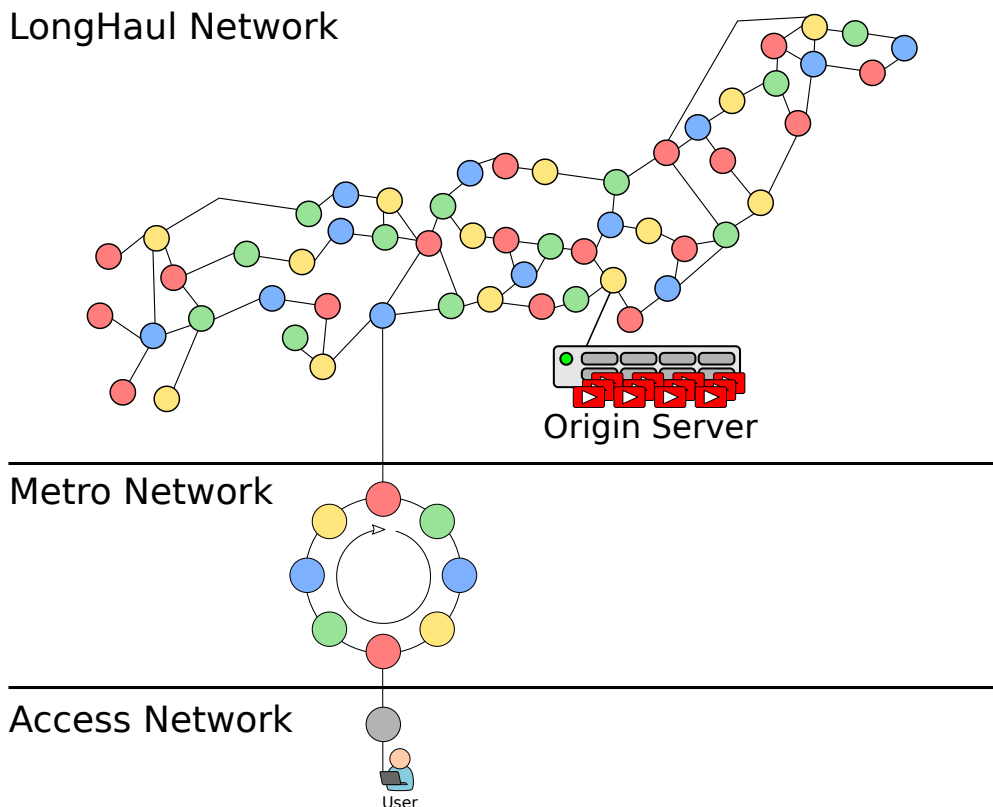 LongHaul Network
Origin Server
Metro Network
Access Network
User